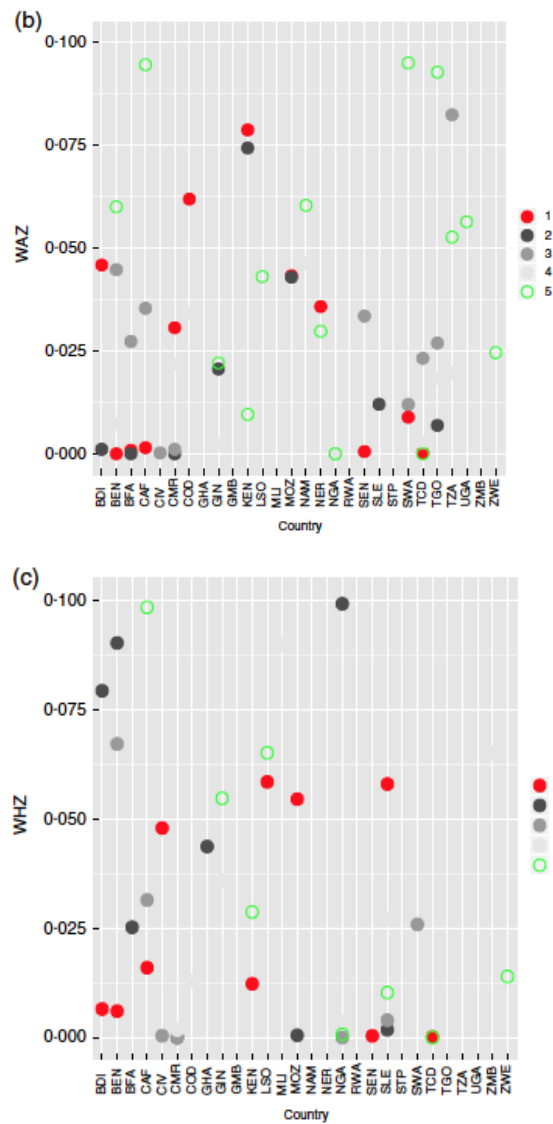 (b)
0·100
0·075
0·050
0·025
0·000
WAZ
BDI BEN BFA CAF CIV CMR COD GHA GIN GMB KEN LSO MLI MOZ NAM NER NGA RWA SEN SLE STP SWA TCD TGO TZA UGA ZMB ZWE
Country
1
2
3
4
5
(c)
0·100
0·075
0·050
0·025
0·000
WHZ
BDI BEN BFA CAF CIV CMR COD GHA GIN GMB KEN LSO MLI MOZ NAM NER NGA RWA SEN SLE STP SWA TCD TGO TZA UGA ZMB ZWE
Country